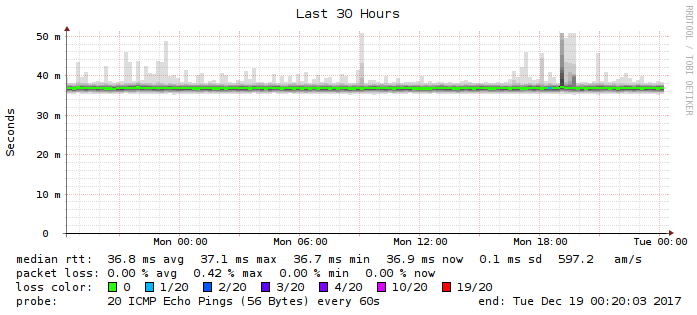 Last 30 Hours
RRDTOOL / TOBI OETIKER
Seconds
50 m
40 m
30 m
20 m
10 m
0
Mon 00:00 Mon 06:00 Mon 12:00 Mon 18:00 Tue 00:00
median rtt: 36.8 ms avg 37.1 ms max 36.7 ms min 36.9 ms now 0.1 ms sd 597.2 am/s
packet loss: 0.00 % avg 0.42 % max 0.00 % min 0.00 % now
loss color: 0 1/20 2/20 3/20 4/20 10/20 19/20
probe: 20 ICMP Echo Pings (56 Bytes) every 60s end: Tue Dec 19 00:20:03 2017